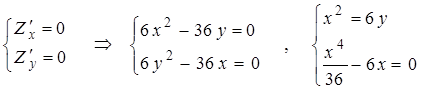 { Z′ₓ = 0
{ Z′ᵧ = 0
⇒
{ 6x² − 36y = 0
{ 6y² − 36x = 0
,
{ x² = 6y
{ x⁴/36 − 6x = 0